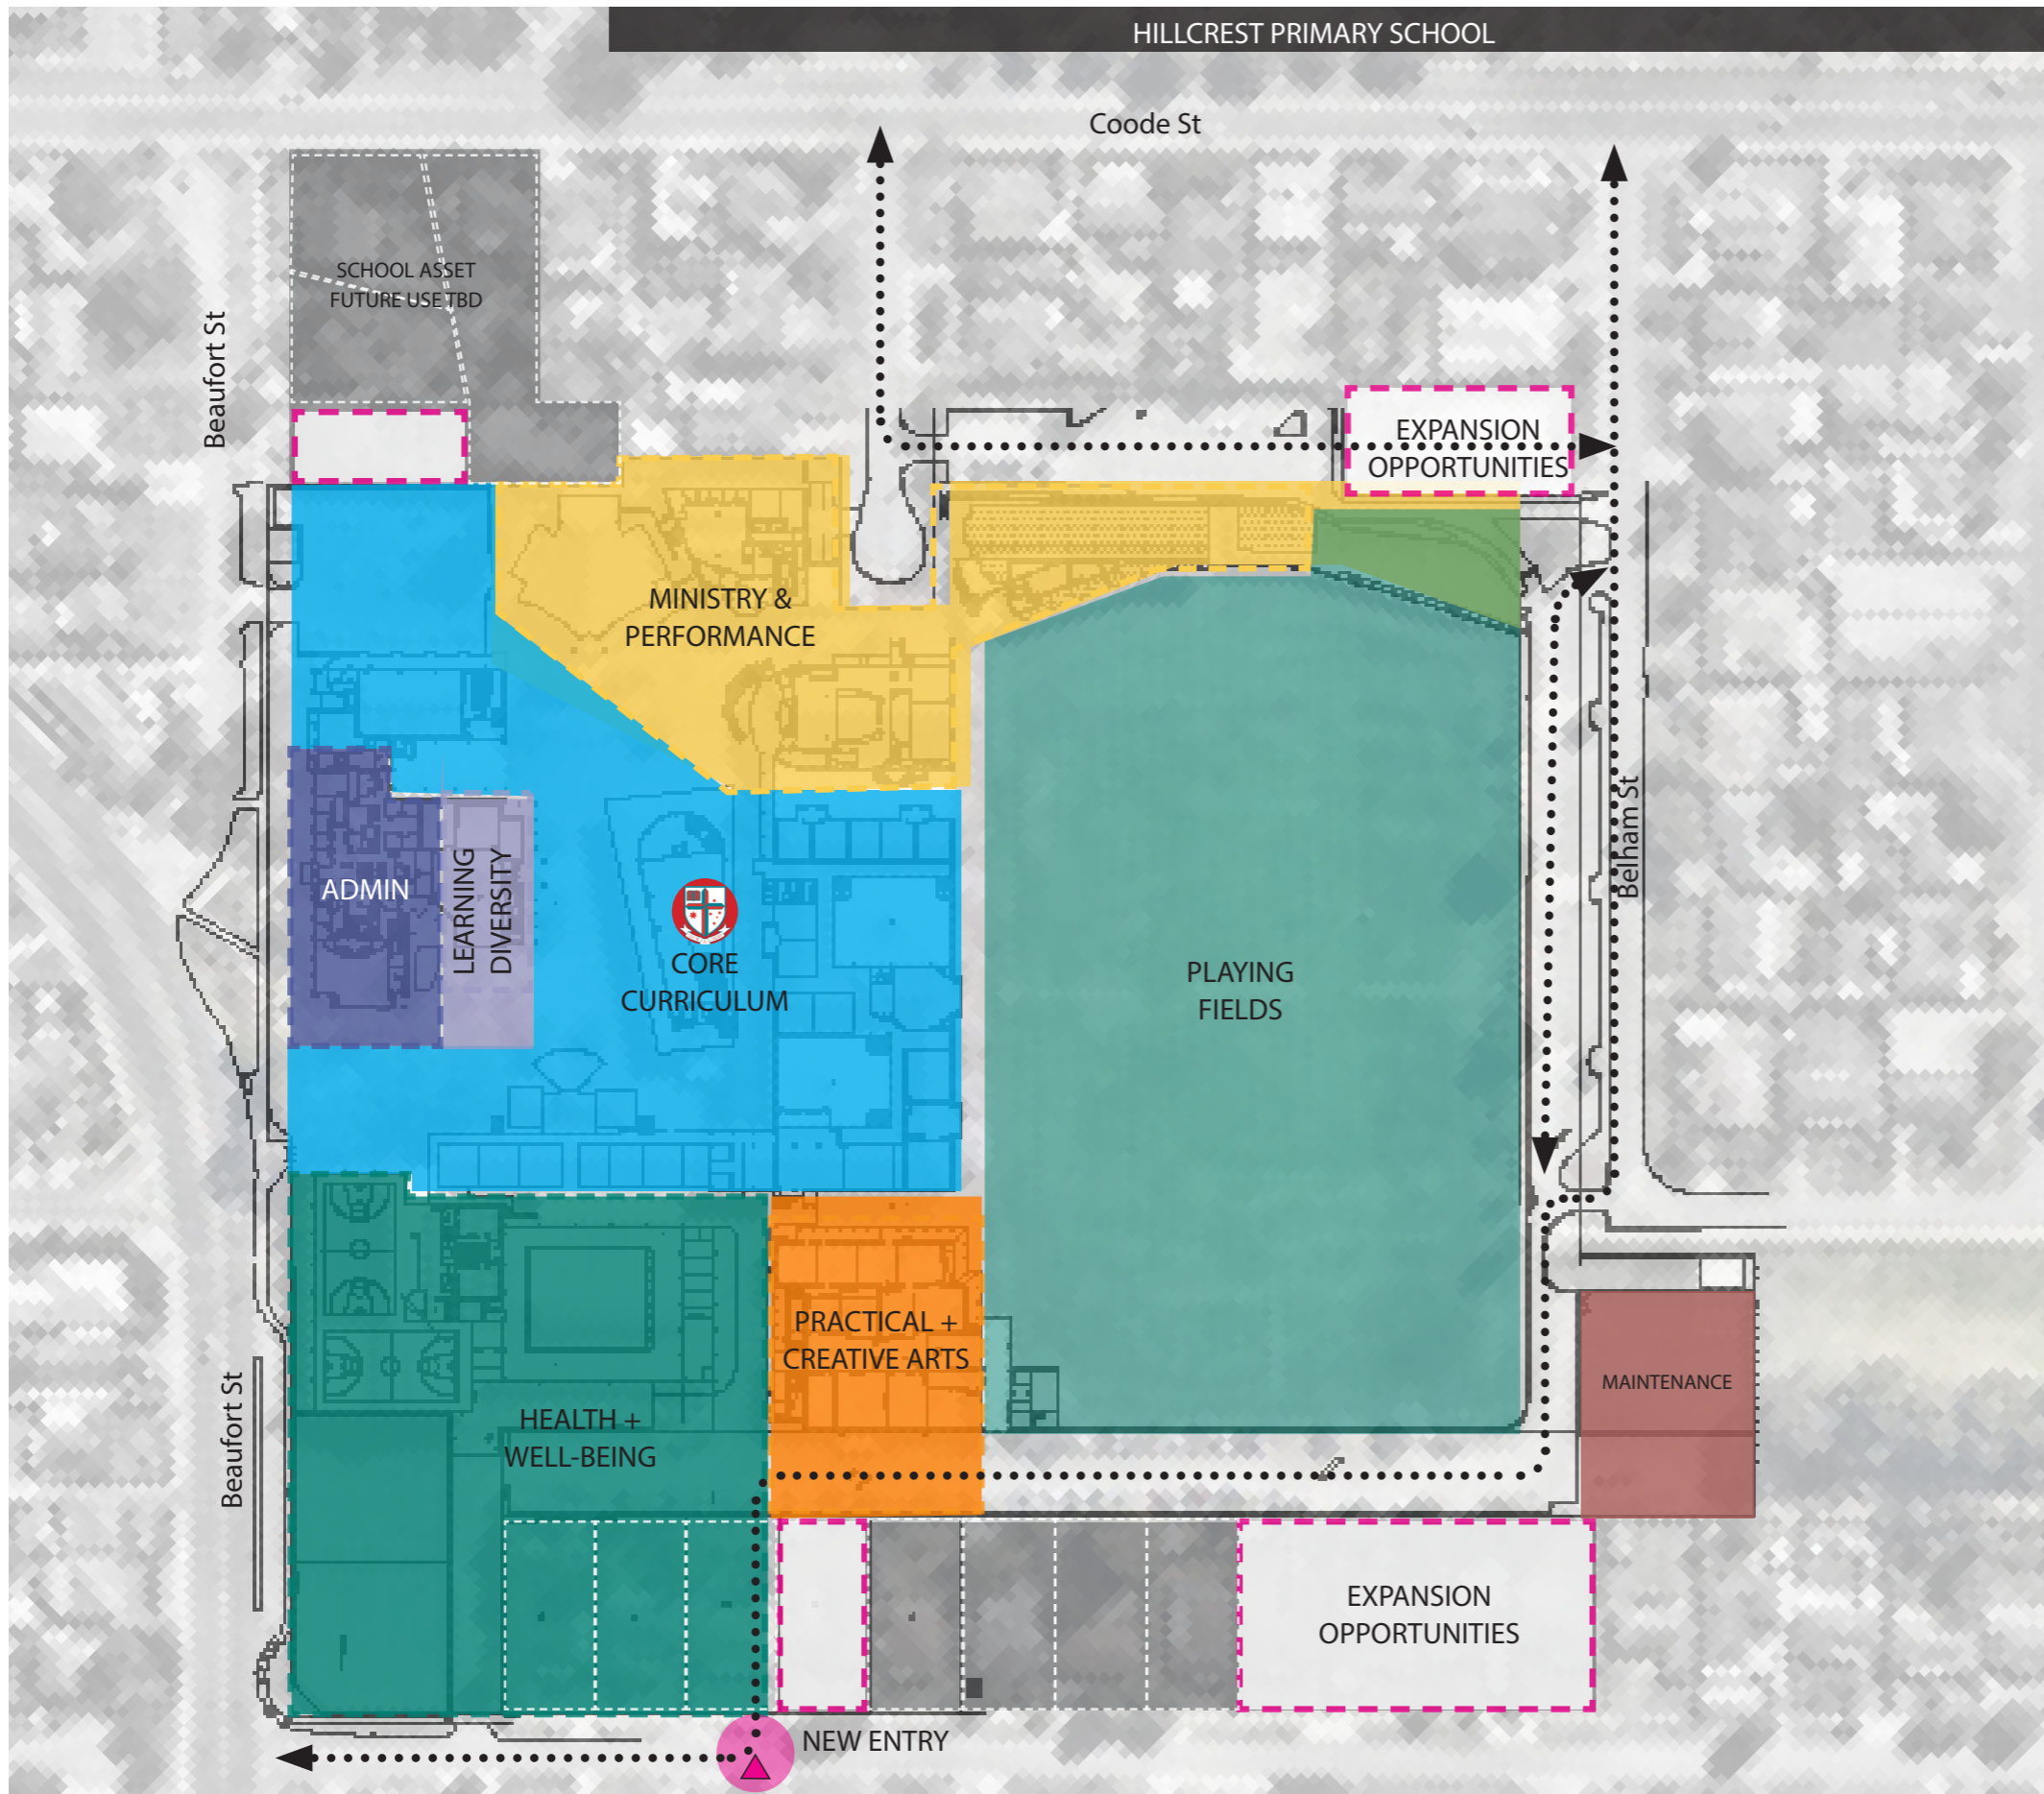 HILLCREST PRIMARY SCHOOL
Coode St
SCHOOL ASSET
FUTURE USE TBD
Beaufort St
EXPANSION
OPPORTUNITIES
MINISTRY &
PERFORMANCE
Belham St
ADMIN
LEARNING
DIVERSITY
CORE
CURRICULUM
PLAYING
FIELDS
PRACTICAL +
CREATIVE ARTS
MAINTENANCE
Beaufort St
HEALTH +
WELL-BEING
EXPANSION
OPPORTUNITIES
NEW ENTRY